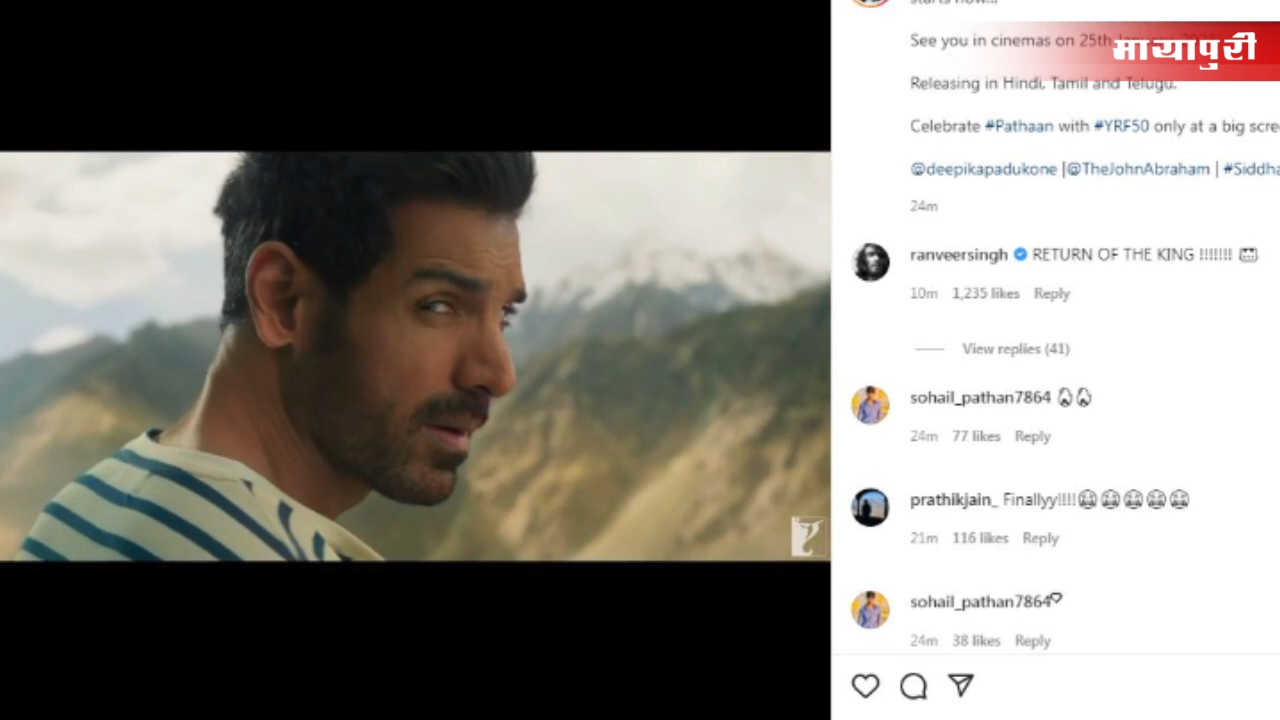 See you in cinemas on 25th
मायापुरी
Releasing in Hindi, Tamil and Telugu.
Celebrate #Pathaan with #YRF50 only at a big scre
@deepikapadukone |@TheJohnAbraham | #Siddha
24m
ranveersingh RETURN OF THE KING !!!!!!!
10m 1,235 likes Reply
View replies (41)
sohail_pathan7864
24m 77 likes Reply
prathikjain_ Finallyy!!!!
21m 116 likes Reply
sohail_pathan7864
24m 38 likes Reply